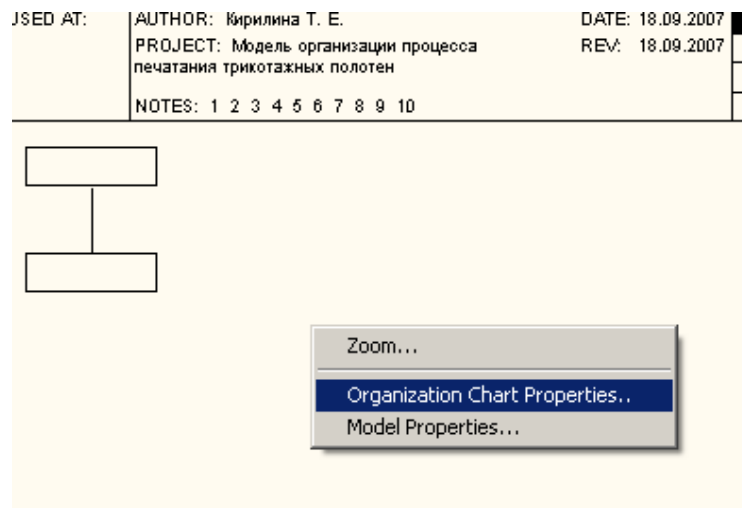 USED AT:
AUTHOR: Кирилина Т. Е.
DATE: 18.09.2007
PROJECT: Модель организации процесса
REV: 18.09.2007
печатания трикотажных полотен
NOTES: 1 2 3 4 5 6 7 8 9 10
Zoom...
Organization Chart Properties..
Model Properties...